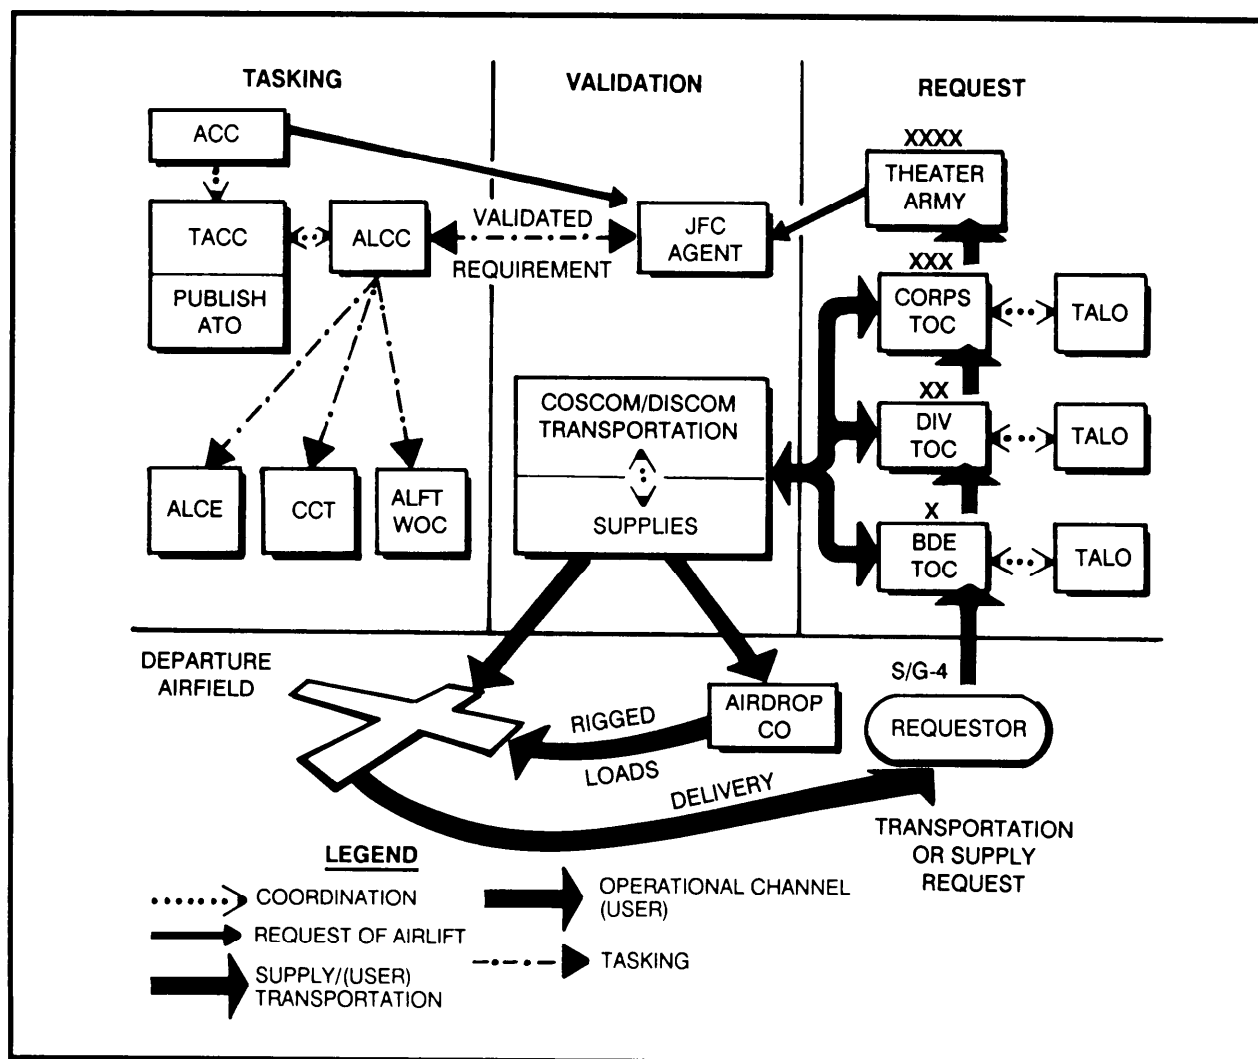 TASKING
VALIDATION
REQUEST
ACC
TACC
PUBLISH
ATO
ALCC
VALIDATED
REQUIREMENT
JFC
AGENT
XXXX
THEATER
ARMY
XXX
CORPS
TOC
TALO
XX
DIV
TOC
TALO
X
BDE
TOC
TALO
COSCOM/DISCOM
TRANSPORTATION
SUPPLIES
ALCE
CCT
ALFT
WOC
DEPARTURE
AIRFIELD
RIGGED
LOADS
AIRDROP
CO
DELIVERY
S/G-4
REQUESTOR
TRANSPORTATION
OR SUPPLY
REQUEST
LEGEND
COORDINATION
REQUEST OF AIRLIFT
SUPPLY/(USER)
TRANSPORTATION
OPERATIONAL CHANNEL
(USER)
TASKING